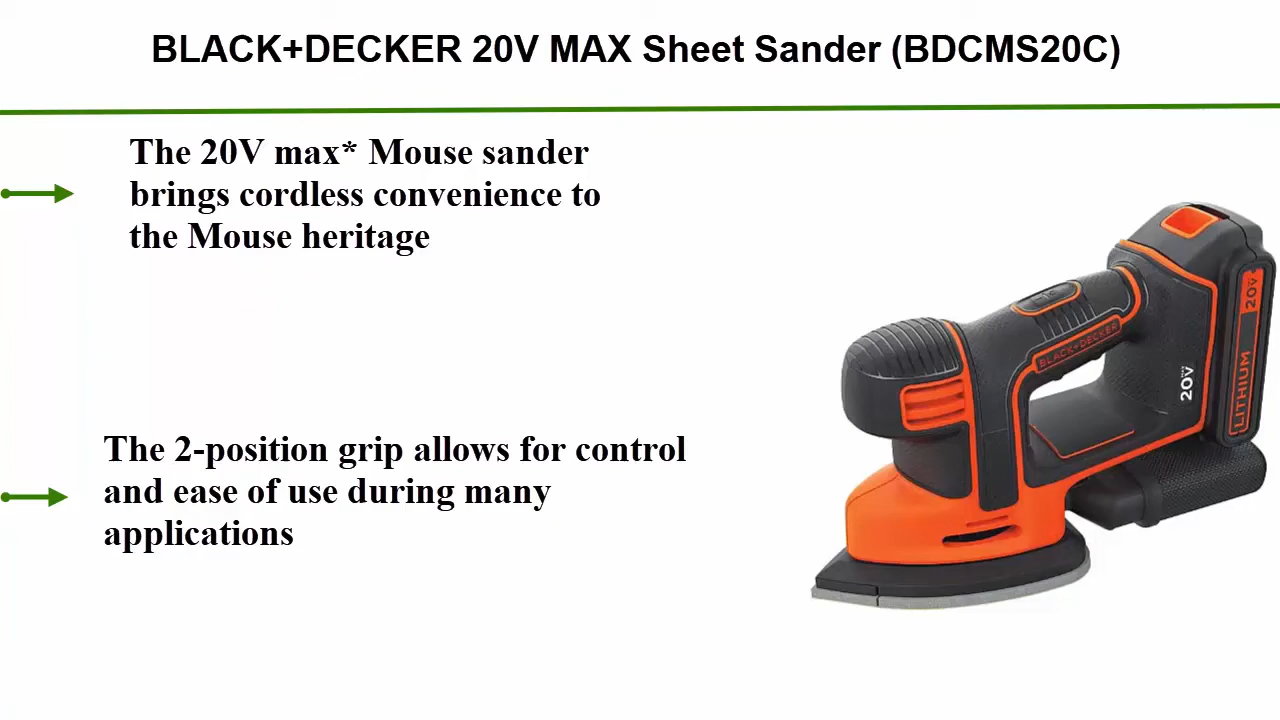 BLACK+DECKER 20V MAX Sheet Sander (BDCMS20C)
The 20V max* Mouse sander
brings cordless convenience to
the Mouse heritage
The 2-position grip allows for control
and ease of use during many
applications
BLACK+DECKER
20V MAX
LITHIUM
20V